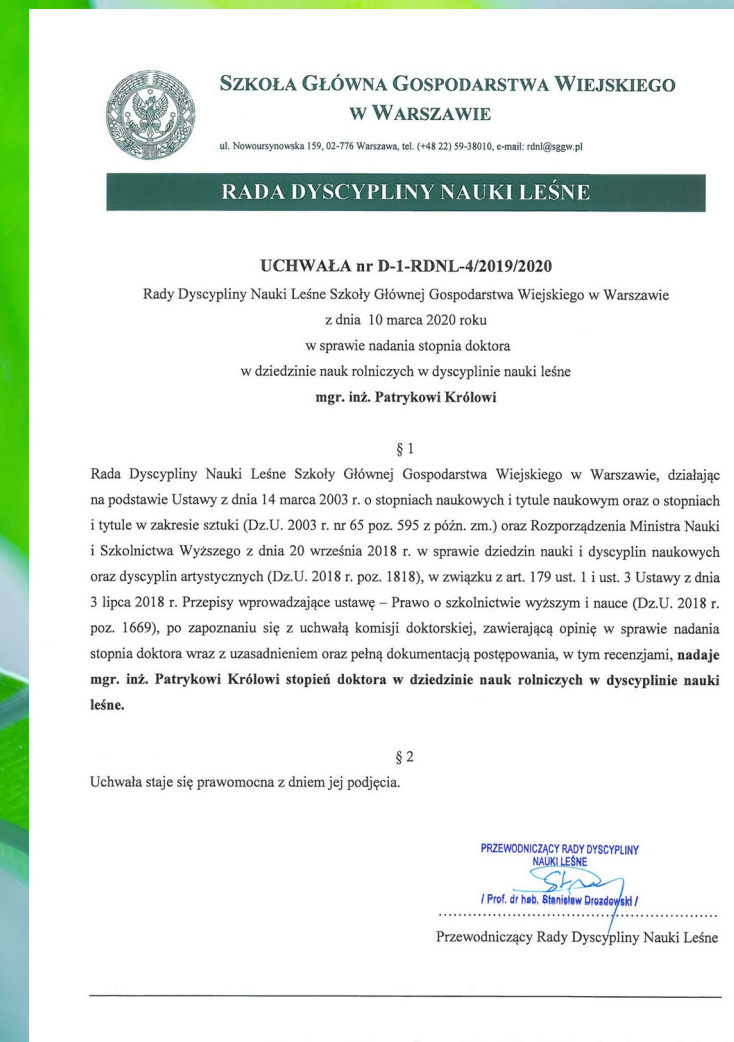 SZKOŁA GŁÓWNA GOSPODARSTWA WIEJSKIEGO
W WARSZAWIE
ul. Nowoursynowska 159, 02-776 Warszawa, tel. (+48 22) 59-38010, e-mail: rdnl@sggw.pl
RADA DYSCYPLINY NAUKI LEŚNE
UCHWAŁA nr D-1-RDNL-4/2019/2020
Rady Dyscypliny Nauki Leśne Szkoły Głównej Gospodarstwa Wiejskiego w Warszawie
z dnia 10 marca 2020 roku
w sprawie nadania stopnia doktora
w dziedzinie nauk rolniczych w dyscyplinie nauki leśne
mgr. inż. Patrykowi Królowi
§ 1
Rada Dyscypliny Nauki Leśne Szkoły Głównej Gospodarstwa Wiejskiego w Warszawie, działając
na podstawie Ustawy z dnia 14 marca 2003 r. o stopniach naukowych i tytule naukowym oraz o stopniach
i tytule w zakresie sztuki (Dz.U. 2003 r. nr 65 poz. 595 z późn. zm.) oraz Rozporządzenia Ministra Nauki
i Szkolnictwa Wyższego z dnia 20 września 2018 r. w sprawie dziedzin nauki i dyscyplin naukowych
oraz dyscyplin artystycznych (Dz.U. 2018 r. poz. 1818), w związku z art. 179 ust. 1 i ust. 3 Ustawy z dnia
3 lipca 2018 r. Przepisy wprowadzające ustawę – Prawo o szkolnictwie wyższym i nauce (Dz.U. 2018 r.
poz. 1669), po zapoznaniu się z uchwałą komisji doktorskiej, zawierającą opinię w sprawie nadania
stopnia doktora wraz z uzasadnieniem oraz pełną dokumentacją postępowania, w tym recenzjami, nadaje
mgr. inż. Patrykowi Królowi stopień doktora w dziedzinie nauk rolniczych w dyscyplinie nauki
leśne.
§ 2
Uchwała staje się prawomocna z dniem jej podjęcia.
PRZEWODNICZĄCY RADY DYSCYPLINY
NAUKI LEŚNE
/ Prof. dr hab. Stanisław Drozdowski /
Przewodniczący Rady Dyscypliny Nauki Leśne